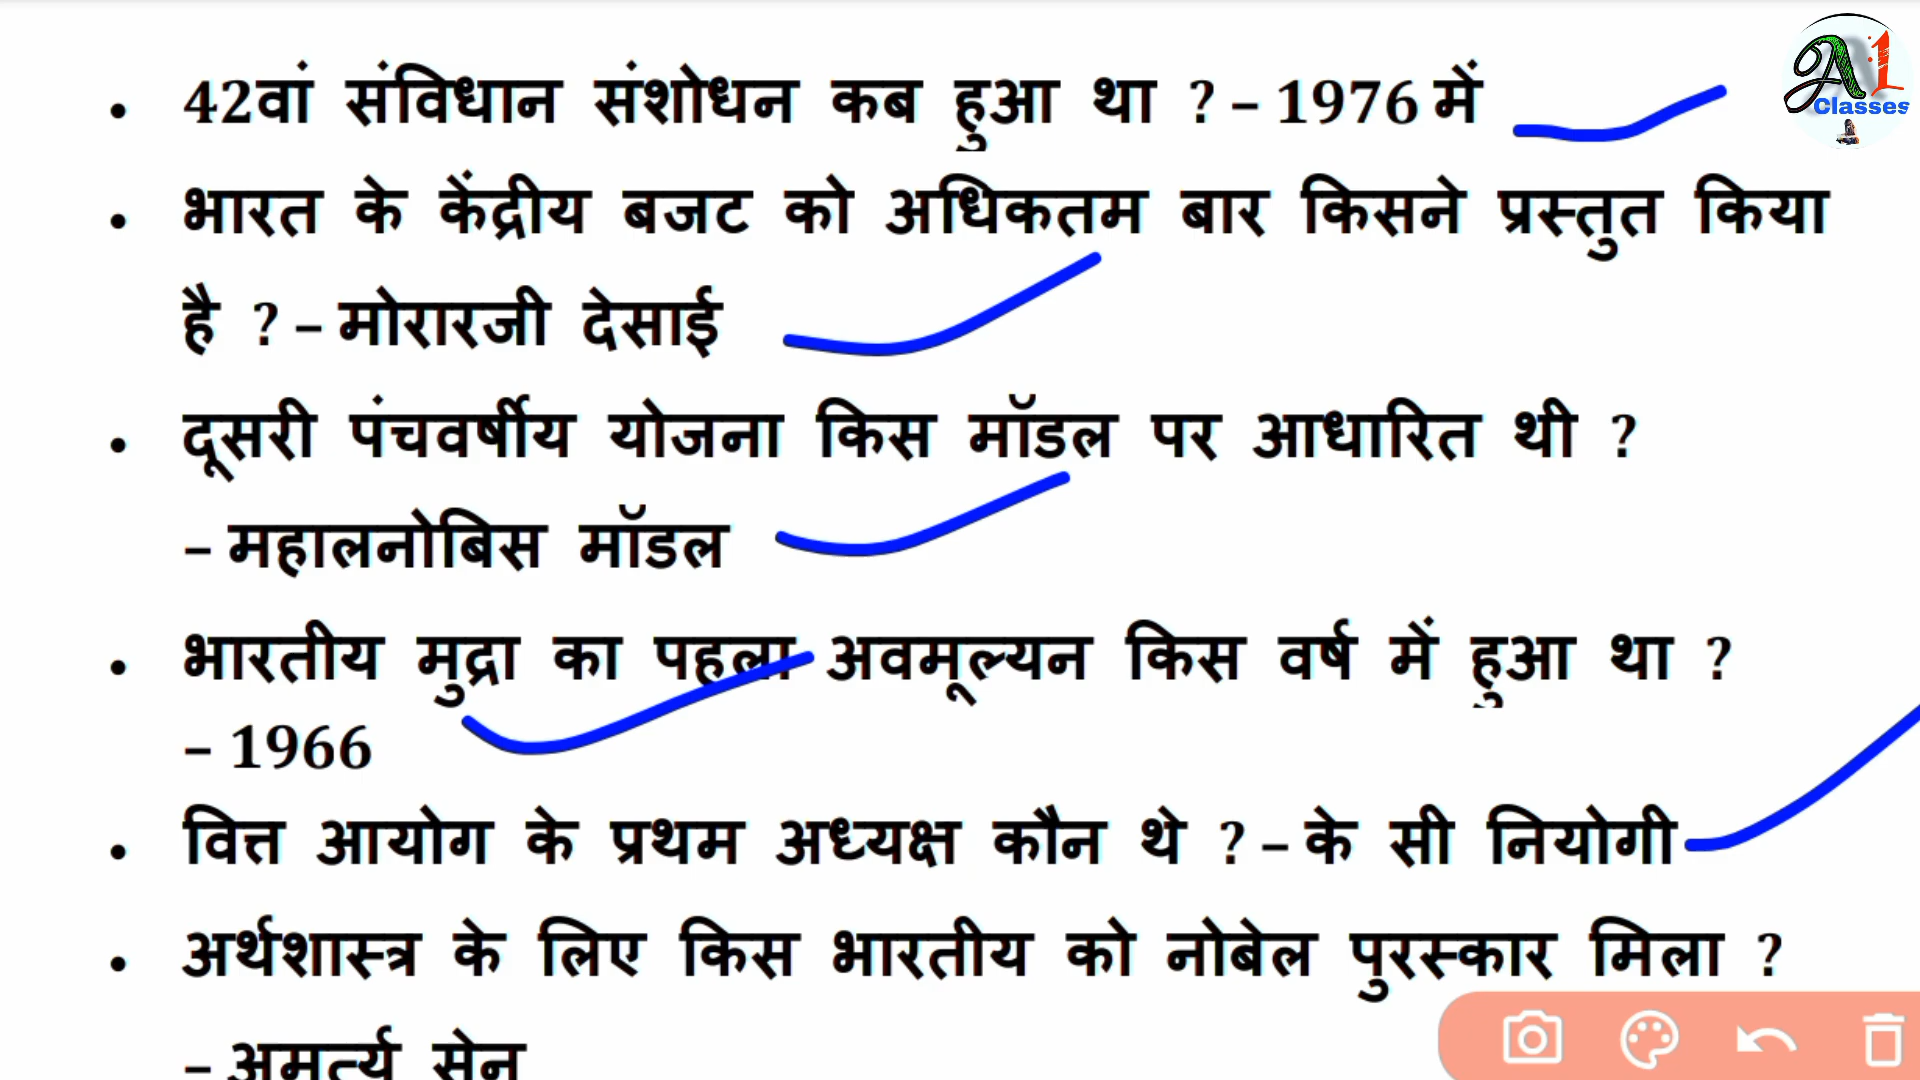 A1
Classes
• 42वां संविधान संशोधन कब हुआ था ? – 1976 में
• भारत के केंद्रीय बजट को अधिकतम बार किसने प्रस्तुत किया
है ? – मोरारजी देसाई
• दूसरी पंचवर्षीय योजना किस मॉडल पर आधारित थी ?
– महालनोबिस मॉडल
• भारतीय मुद्रा का पहला अवमूल्यन किस वर्ष में हुआ था ?
– 1966
• वित्त आयोग के प्रथम अध्यक्ष कौन थे ? – के सी नियोगी
• अर्थशास्त्र के लिए किस भारतीय को नोबेल पुरस्कार मिला ?
– अमर्त्य सेन